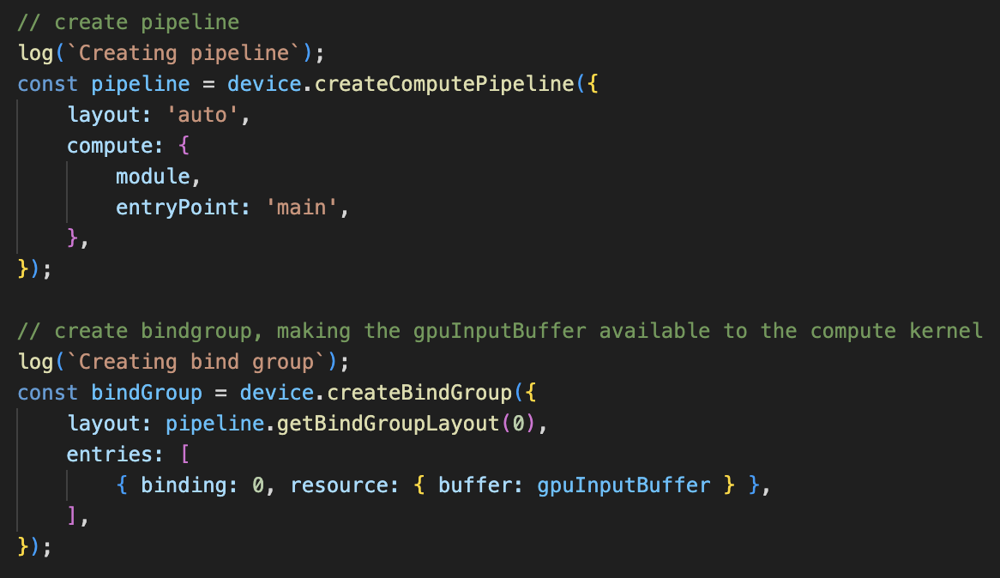 // create pipeline
log(`Creating pipeline`);
const pipeline = device.createComputePipeline({
    layout: 'auto',
    compute: {
        module,
        entryPoint: 'main',
    },
});

// create bindgroup, making the gpuInputBuffer available to the compute kernel
log(`Creating bind group`);
const bindGroup = device.createBindGroup({
    layout: pipeline.getBindGroupLayout(0),
    entries: [
        { binding: 0, resource: { buffer: gpuInputBuffer } },
    ],
});